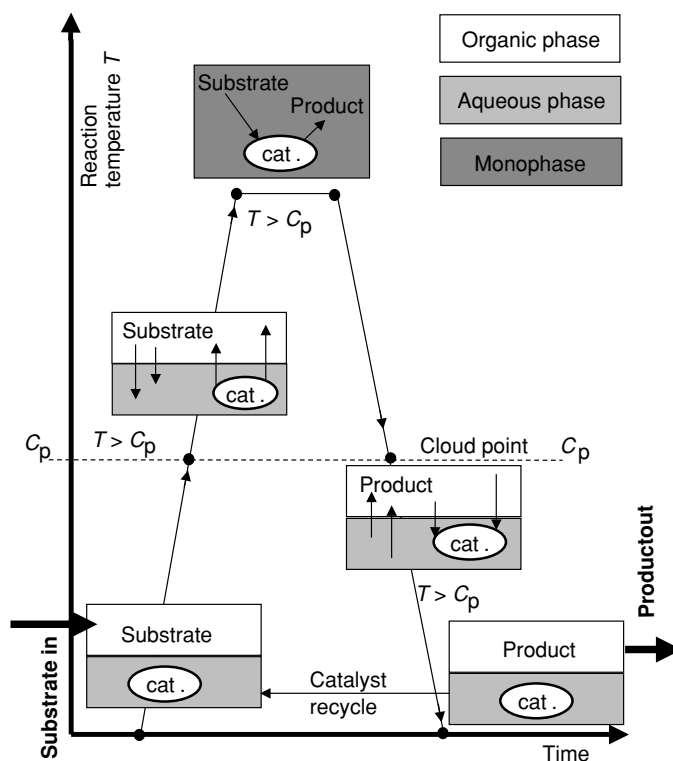 Organic phase
Aqueous phase
Monophase
Reaction
temperature T
Substrate
Product
cat .
T > Cp
Substrate
cat .
T > Cp
Cp
Cloud point
Cp
Product
cat .
T > Cp
Substrate in
Substrate
cat .
Catalyst
recycle
Product
cat .
Productout
Time